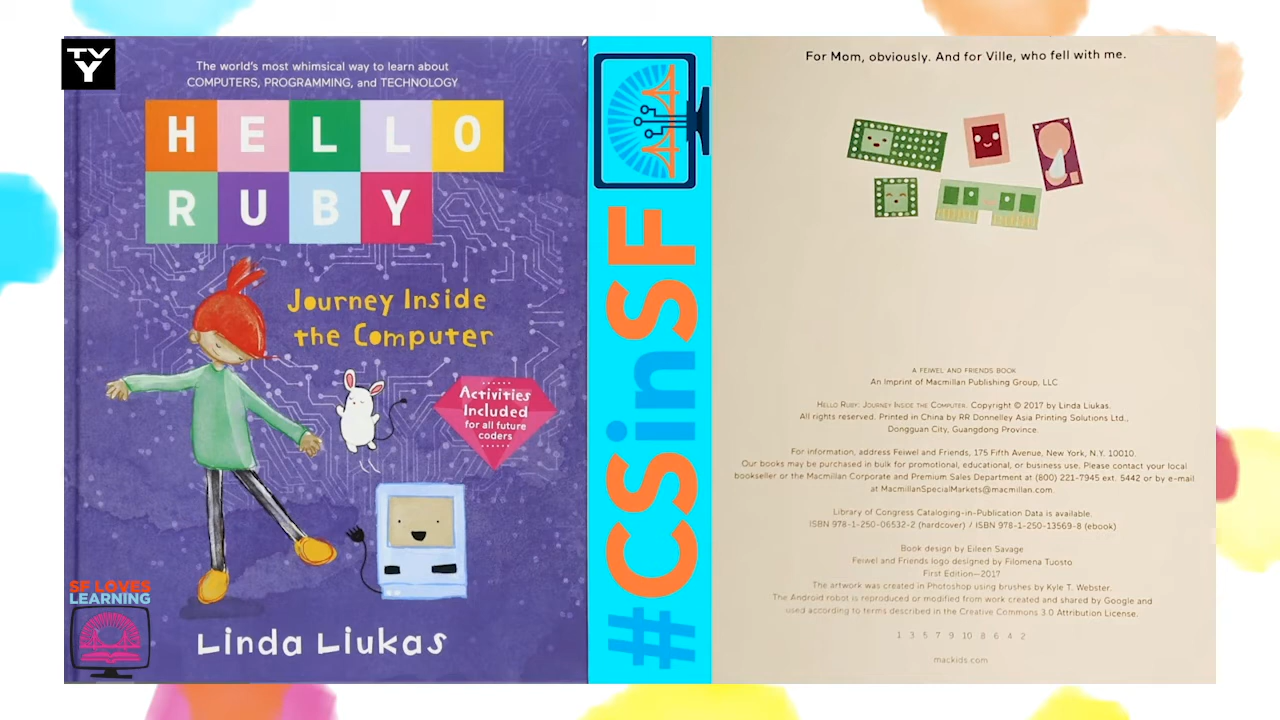 TV
Y
The world's most whimsical way to learn about
COMPUTERS, PROGRAMMING, and TECHNOLOGY
HELLO
RUBY
Journey Inside
the Computer
Activities
Included
for all future
coders
SF LOVES
LEARNING
Linda Liukas
#CSinSF
For Mom, obviously. And for Ville, who fell with me.
A FEIWEL AND FRIENDS BOOK
An Imprint of Macmillan Publishing Group, LLC
HELLO RUBY: JOURNEY INSIDE THE COMPUTER. Copyright © 2017 by Linda Liukas.
All rights reserved. Printed in China by RR Donnelley Asia Printing Solutions Ltd.,
Dongguan City, Guangdong Province.
For information, address Feiwel and Friends, 175 Fifth Avenue, New York, N.Y. 10010.
Our books may be purchased in bulk for promotional, educational, or business use. Please contact your local
bookseller or the Macmillan Corporate and Premium Sales Department at (800) 221-7945 ext. 5442 or by e-mail
at MacmillanSpecialMarkets@macmillan.com.
Library of Congress Cataloging-in-Publication Data is available.
ISBN 978-1-250-06532-2 (hardcover) / ISBN 978-1-250-13569-8 (ebook)
Book design by Eileen Savage
Feiwel and Friends logo designed by Filomena Tuosto
First Edition—2017
The artwork was created in Photoshop using brushes by Kyle T. Webster.
The Android robot is reproduced or modified from work created and shared by Google and
used according to terms described in the Creative Commons 3.0 Attribution License.
1 3 5 7 9 10 8 6 4 2
mackids.com